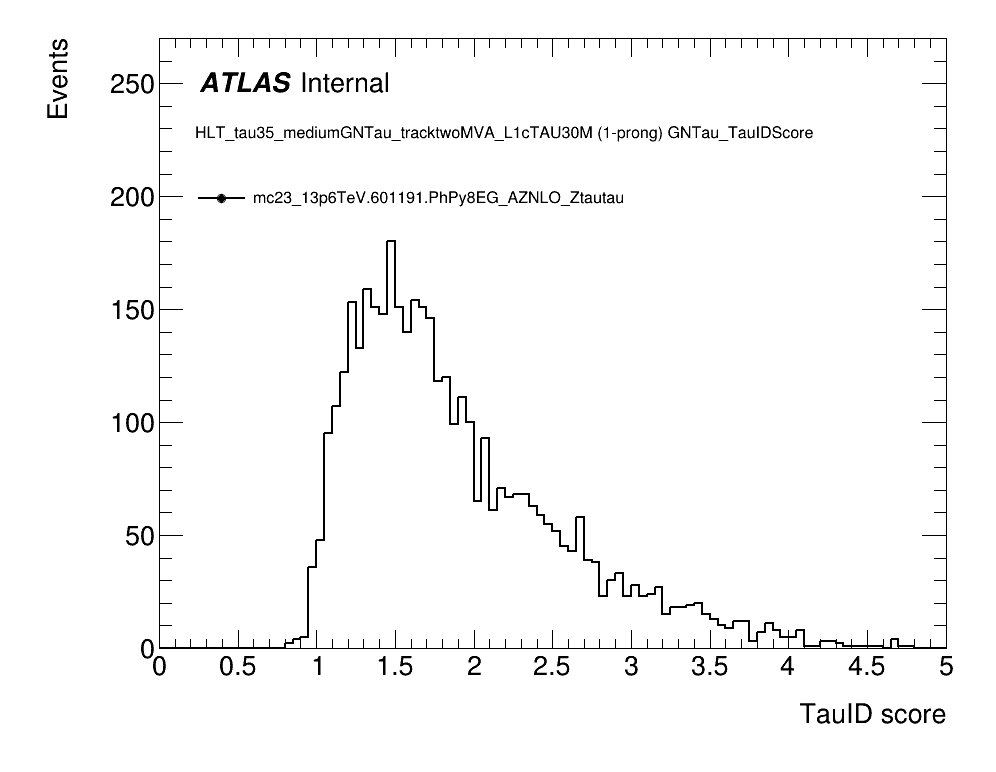 Events
ATLAS Internal
HLT_tau35_mediumGNTau_tracktwoMVA_L1cTAU30M (1-prong) GNTau_TauIDScore
mc23_13p6TeV.601191.PhPy8EG_AZNLO_Ztautau
250
200
150
100
50
0
0 0.5 1 1.5 2 2.5 3 3.5 4 4.5 5
TauID score